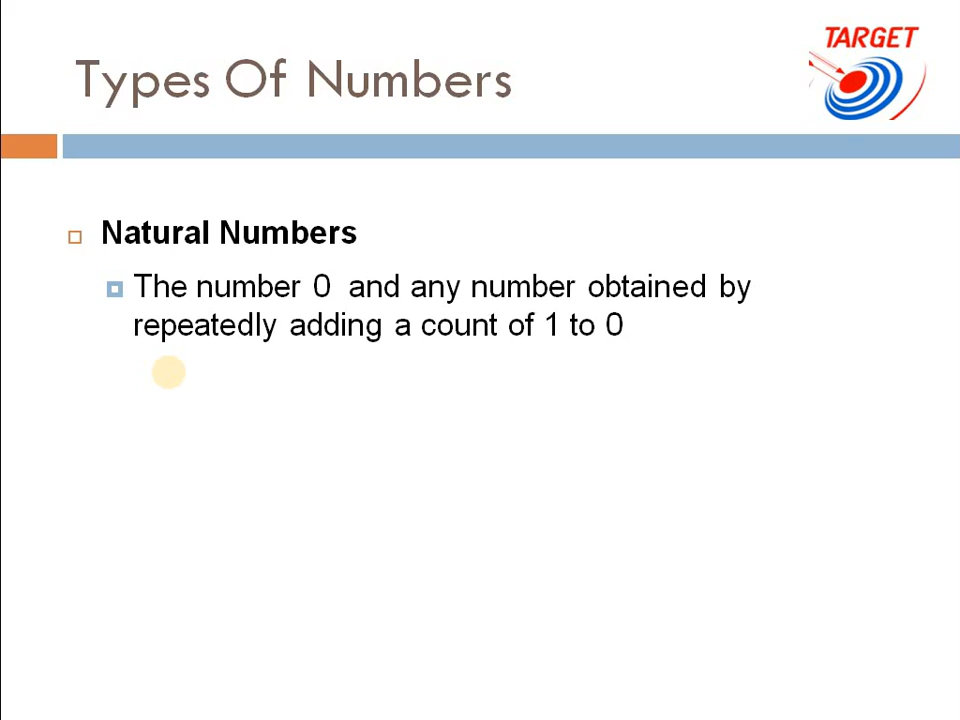 Types Of Numbers
TARGET
Natural Numbers
The number 0 and any number obtained by
repeatedly adding a count of 1 to 0